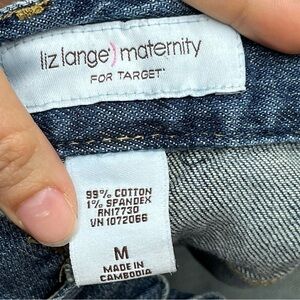 liz lange) maternity
FOR TARGET
99% COTTON
1% SPANDEX
RN17730
VN 1072066
M
MADE IN
CAMBODIA